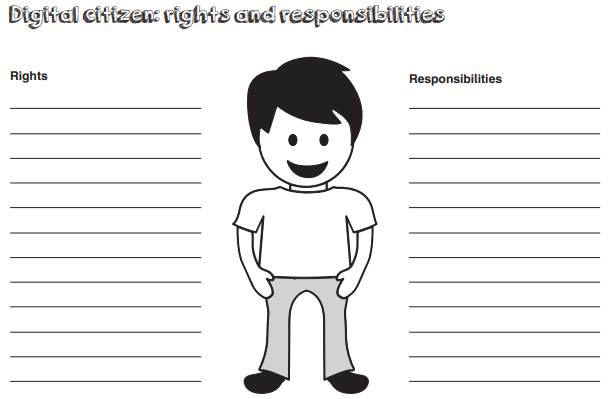 Digital citizen: rights and responsibilities
Rights
Responsibilities